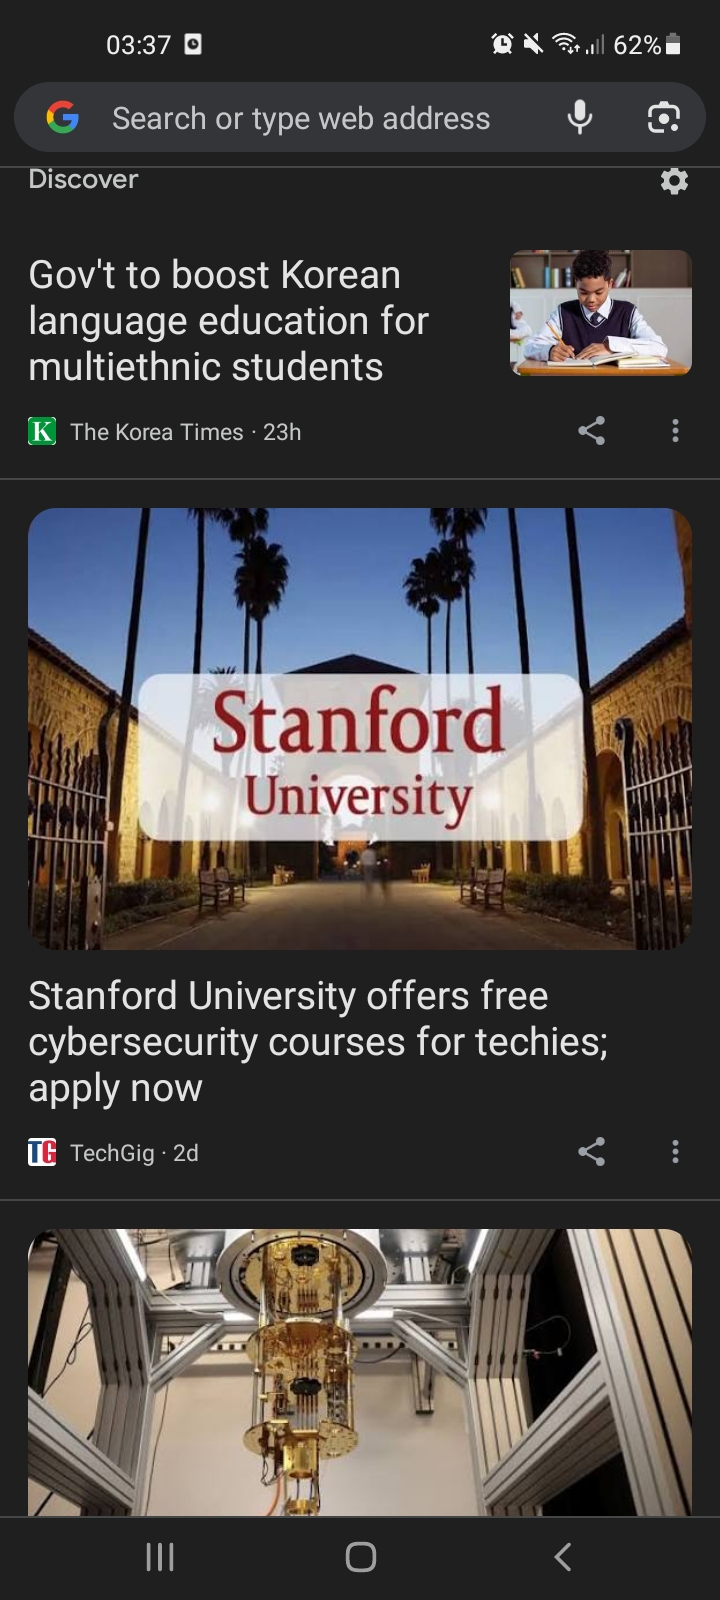 03:37
62%
Search or type web address
Discover
Gov't to boost Korean
language education for
multiethnic students
K The Korea Times · 23h
Stanford
University
Stanford University offers free
cybersecurity courses for techies;
apply now
TG TechGig · 2d